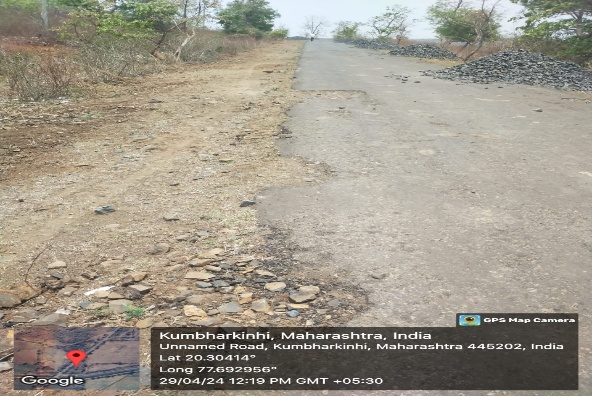 GPS Map Camera
Kumbharkinhi, Maharashtra, India
Unnamed Road, Kumbharkinhi, Maharashtra 445202, India
Lat 20.30414°
Long 77.692956°
29/04/24 12:19 PM GMT +05:30
Google